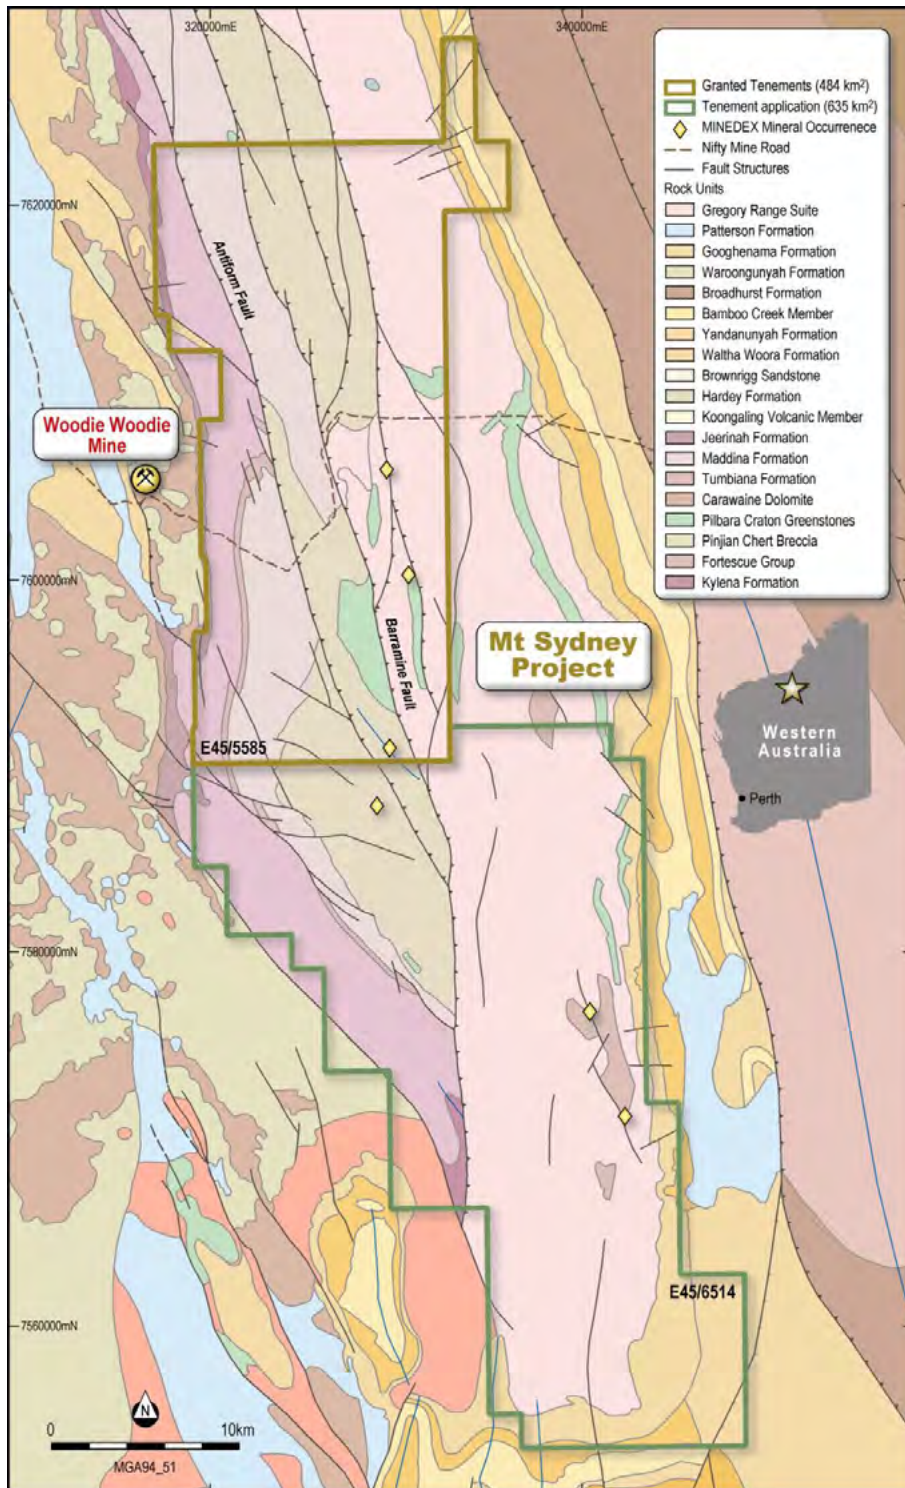 320000mE
340000mE
Granted Tenements (484 km²)
Tenement application (635 km²)
MINEDEX Mineral Occurrenece
Nifty Mine Road
Fault Structures
Rock Units
Gregory Range Suite
Patterson Formation
Googhenama Formation
Waroongunyah Formation
Broadhurst Formation
Bamboo Creek Member
Yandanunyah Formation
Waltha Woora Formation
Brownrigg Sandstone
Hardey Formation
Koongaling Volcanic Member
Jeerinah Formation
Maddina Formation
Tumbiana Formation
Carawaine Dolomite
Pilbara Craton Greenstones
Pinjian Chert Breccia
Fortescue Group
Kylena Formation
7620000mN
Antiform Fault
Woodie Woodie
Mine
7600000mN
Barramine Fault
Mt Sydney
Project
Western
Australia
Perth
E45/5585
7580000mN
E45/6514
7560000mN
N
0 10km
MGA94_51